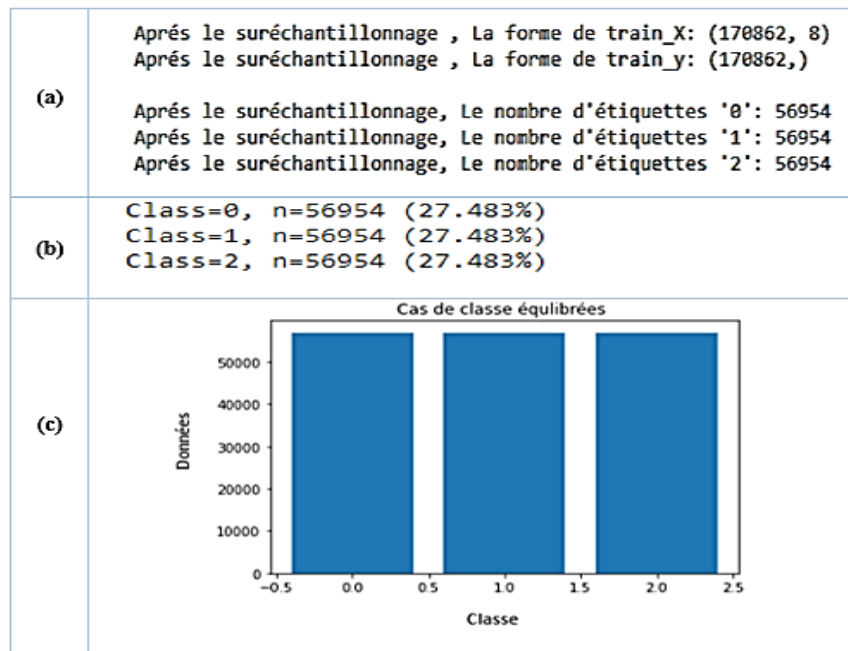 (a)
Aprés le suréchantillonnage , La forme de train_X: (170862, 8)
Aprés le suréchantillonnage , La forme de train_y: (170862,)
Aprés le suréchantillonnage, Le nombre d'étiquettes '0': 56954
Aprés le suréchantillonnage, Le nombre d'étiquettes '1': 56954
Aprés le suréchantillonnage, Le nombre d'étiquettes '2': 56954
(b)
Class=0, n=56954 (27.483%)
Class=1, n=56954 (27.483%)
Class=2, n=56954 (27.483%)
(c)
Cas de classe équlibrées
Données
50000
40000
30000
20000
10000
0
−0.5 0.0 0.5 1.0 1.5 2.0 2.5
Classe